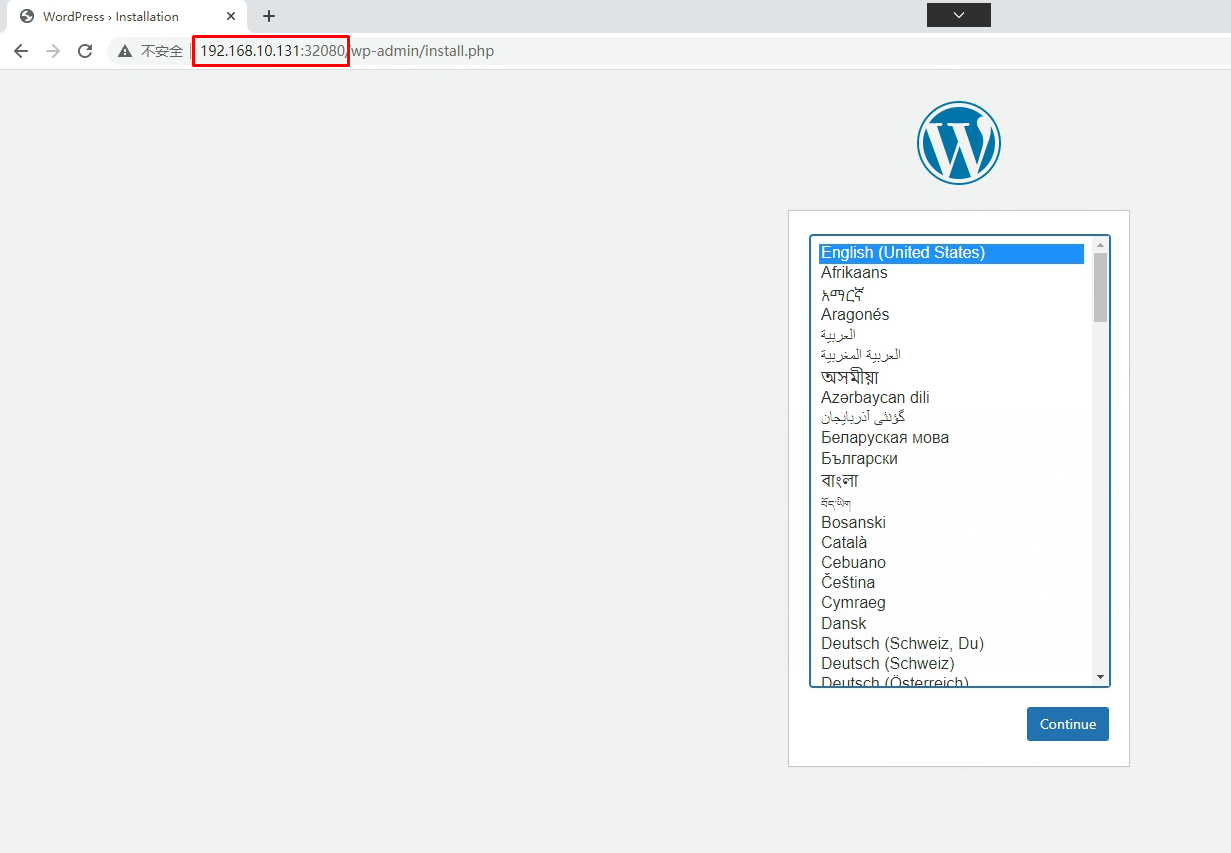 WordPress › Installation
不安全 192.168.10.131:32080/wp-admin/install.php
English (United States)
Afrikaans
አማርኛ
Aragonés
العربية
العربية المغربية
অসমীয়া
Azərbaycan dili
گؤنئی آذربایجان
Беларуская мова
Български
বাংলা
བོད་ཡིག
Bosanski
Català
Cebuano
Čeština
Cymraeg
Dansk
Deutsch (Schweiz, Du)
Deutsch (Schweiz)
Deutsch (Österreich)
Continue